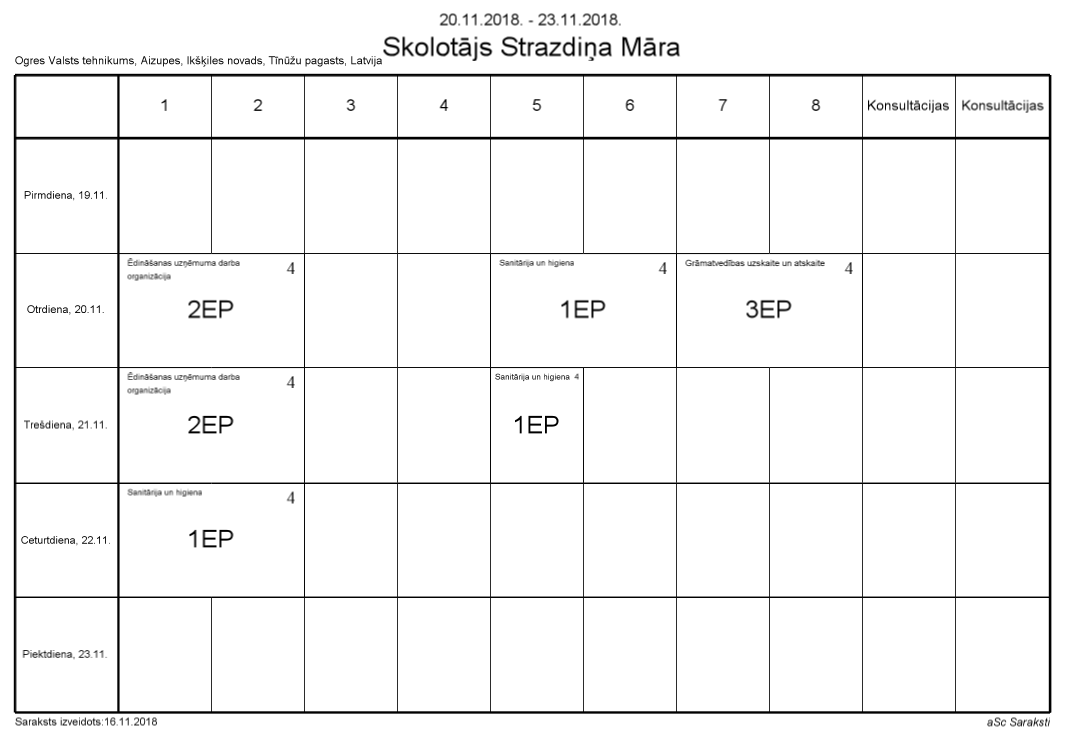 20.11.2018. - 23.11.2018.
Skolotājs Strazdiņa Māra
Ogres Valsts tehnikums, Aizupes, Ikšķiles novads, Tīnūžu pagasts, Latvija
1 2 3 4 5 6 7 8 Konsultācijas Konsultācijas
Pirmdiena, 19.11.
Otrdiena, 20.11.
Ēdināšanas uzņēmuma darba
organizācija
4
2EP
Sanitārija un higiena 4
1EP
Grāmatvedības uzskaite un atskaite 4
3EP
Trešdiena, 21.11.
Ēdināšanas uzņēmuma darba
organizācija
4
2EP
Sanitārija un higiena 4
1EP
Ceturtdiena, 22.11.
Sanitārija un higiena 4
1EP
Piektdiena, 23.11.
Saraksts izveidots:16.11.2018
aSc Saraksti